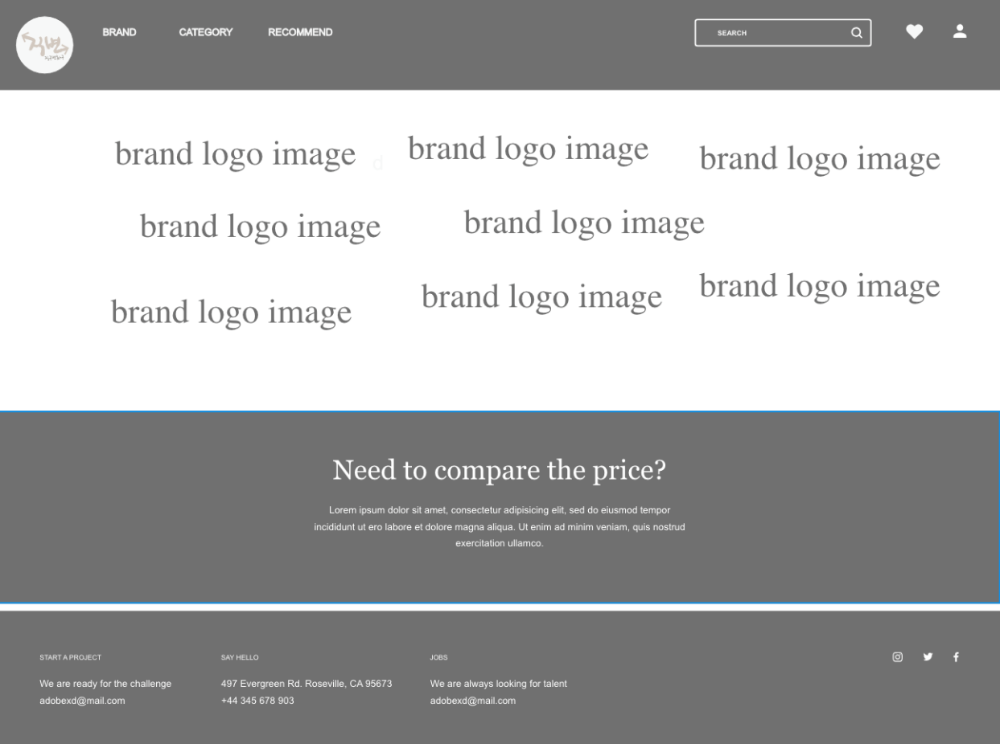 직번
BRAND
CATEGORY
RECOMMEND
SEARCH
brand logo image
d
brand logo image
brand logo image
brand logo image
brand logo image
brand logo image
brand logo image
brand logo image
Need to compare the price?
Lorem ipsum dolor sit amet, consectetur adipisicing elit, sed do eiusmod tempor
incididunt ut ero labore et dolore magna aliqua. Ut enim ad minim veniam, quis nostrud
exercitation ullamco.
START A PROJECT
We are ready for the challenge
adobexd@mail.com
SAY HELLO
497 Evergreen Rd. Roseville, CA 95673
+44 345 678 903
JOBS
We are always looking for talent
adobexd@mail.com